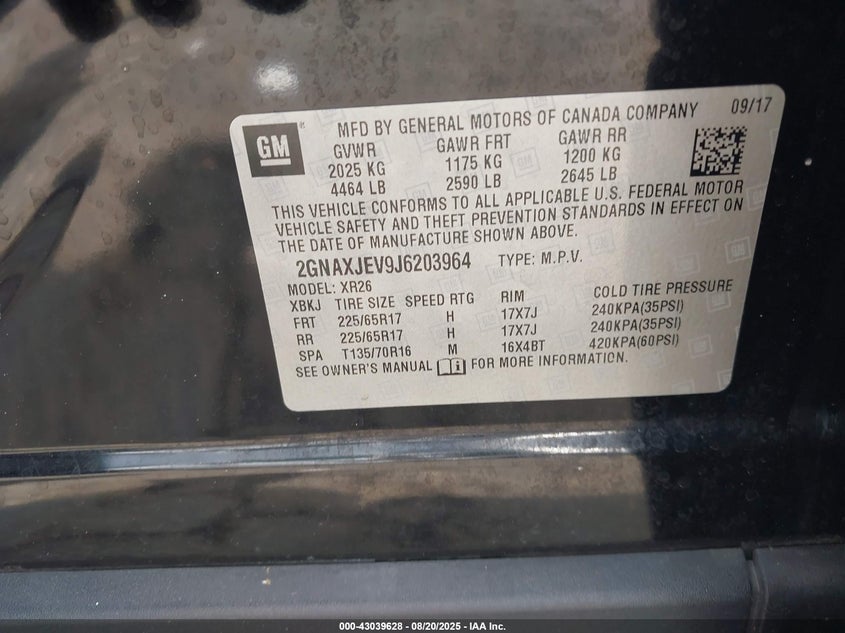 GM
MFD BY GENERAL MOTORS OF CANADA COMPANY 09/17
GVWR GAWR FRT GAWR RR
2025 KG 1175 KG 1200 KG
4464 LB 2590 LB 2645 LB
THIS VEHICLE CONFORMS TO ALL APPLICABLE U.S. FEDERAL MOTOR
VEHICLE SAFETY AND THEFT PREVENTION STANDARDS IN EFFECT ON
THE DATE OF MANUFACTURE SHOWN ABOVE.
2GNAXJEV9J6203964 TYPE: M.P.V.
MODEL: XR26
XBKJ TIRE SIZE SPEED RTG RIM COLD TIRE PRESSURE
FRT 225/65R17 H 17X7J 240KPA(35PSI)
RR 225/65R17 H 17X7J 240KPA(35PSI)
SPA T135/70R16 M 16X4BT 420KPA(60PSI)
SEE OWNER'S MANUAL FOR MORE INFORMATION.
000-43039628 - 08/20/2025 - IAA Inc.